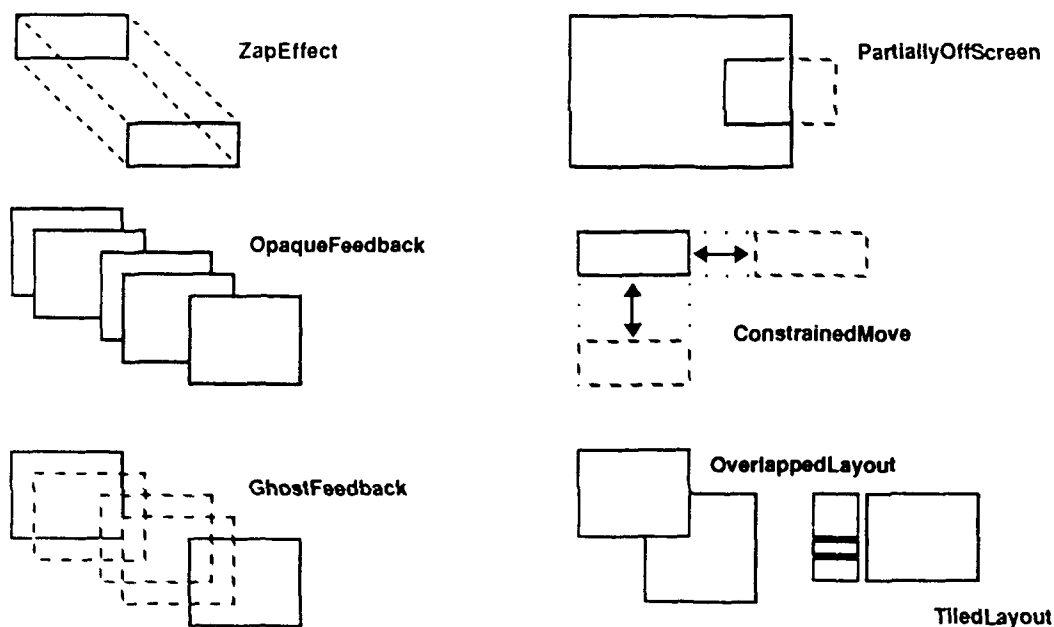 ZapEffect
PartiallyOffScreen
OpaqueFeedback
ConstrainedMove
GhostFeedback
OverlappedLayout
TiledLayout